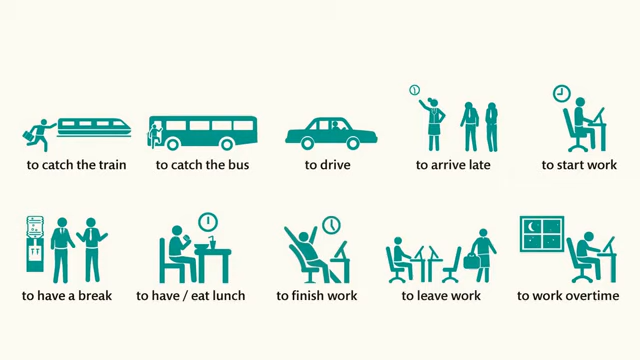 to catch the train
to catch the bus
to drive
to arrive late
to start work
to have a break
to have / eat lunch
to finish work
to leave work
to work overtime